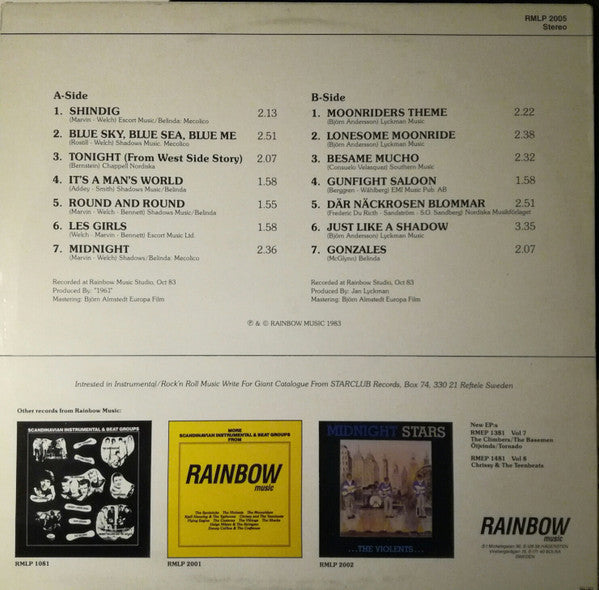 RMLP 2005
Stereo
A-Side
1. SHINDIG 2.13
(Marvin - Welch) Escort Music/Belinda: Mecolico
2. BLUE SKY, BLUE SEA, BLUE ME 2.51
(Rostill - Welch) Shadows Music. Mecolico
3. TONIGHT (From West Side Story) 2.07
(Bernstein) Chappell Nordiska
4. IT'S A MAN'S WORLD 1.58
(Addey - Smith) Shadows Music/Belinda
5. ROUND AND ROUND 1.55
(Marvin - Welch - Bennett) Shadows Music/Belinda
6. LES GIRLS 1.58
(Welch - Marvin - Bennett) Escort Music Ltd.
7. MIDNIGHT 2.36
(Marvin - Welch) Shadows/Belinda: Mecolico
Recorded at Rainbow Music Studio, Oct 83
Produced By: "1961"
Mastering: Björn Almstedt Europa Film
B-Side
1. MOONRIDERS THEME 2.22
(Björn Andersson) Lyckman Music
2. LONESOME MOONRIDE 2.38
(Björn Andersson) Lyckman Music
3. BESAME MUCHO 2.32
(Consuelo Velasquar) Southern Music
4. GUNFIGHT SALOON 1.58
(Berggren - Wåhlberg) EMI Music Pub. AB
5. DÄR NÄCKROSEN BLOMMAR 2.51
(Frederic Du Rich - Sandström - S.O. Sandberg) Nordiska Musikförlaget
6. JUST LIKE A SHADOW 3.35
(Björn Andersson) Lyckman Music
7. GONZALES 2.07
(McGlynn) Belinda
Recorded at Rainbow Music Studio, Oct 83
Produced By: Jan Lyckman
Mastering: Björn Almstedt Europa Film
℗ & © RAINBOW MUSIC 1983
Intrested in Instrumental/Rock'n Roll Music Write For Giant Catalogue From STARCLUB Records, Box 74, 330 21 Reftele Sweden
Other records from Rainbow Music:
SCANDINAVIAN INSTRUMENTAL & BEAT GROUPS
RMLP 1081
MORE
SCANDINAVIAN INSTRUMENTAL & BEAT GROUPS
FROM
RAINBOW
music
RMLP 2001
MIDNIGHT STARS
...THE VIOLENTS...
RMLP 2002
New EP:s
RMEP 1381 Vol 7
The Climbers/The Basemen
Öijvinds/Tornado
RMEP 1481 Vol 8
Chrissy & The Teenbeats
RAINBOW
music
SWEDEN